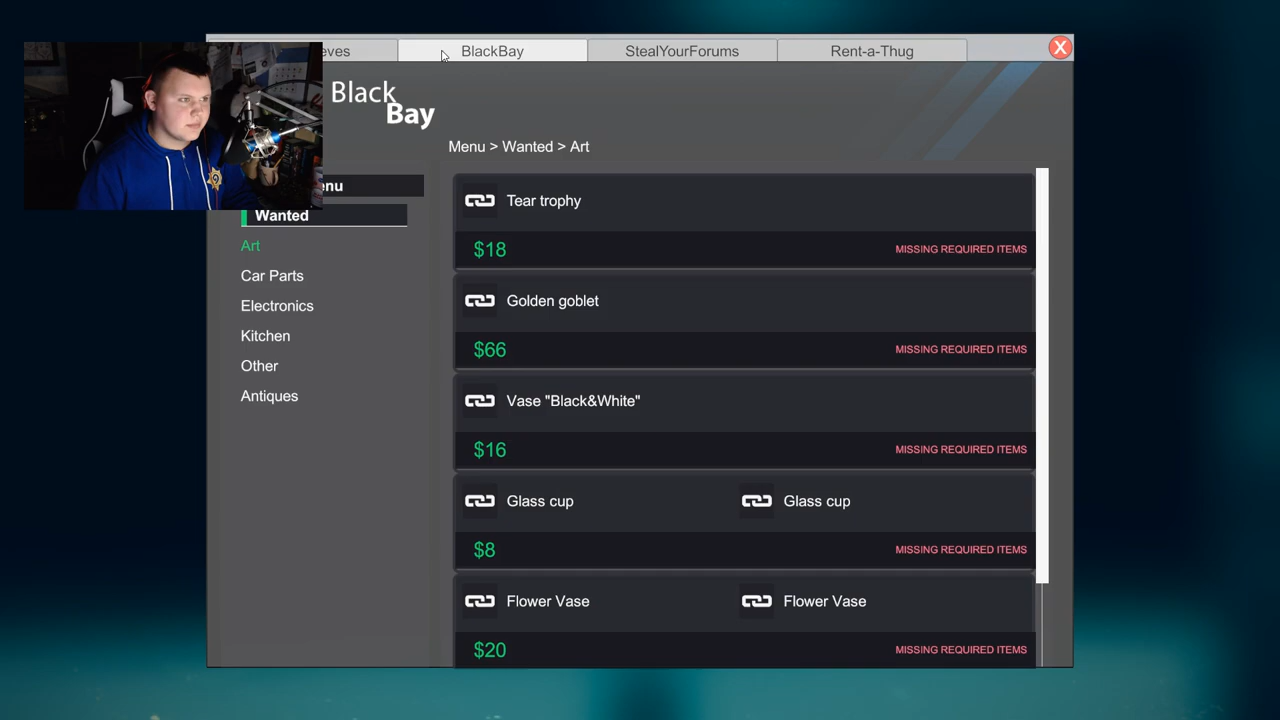 eves
BlackBay
StealYourForums
Rent-a-Thug
X
Black
Bay
Menu > Wanted > Art
enu
Wanted
Art
Car Parts
Electronics
Kitchen
Other
Antiques
Tear trophy
$18 MISSING REQUIRED ITEMS
Golden goblet
$66 MISSING REQUIRED ITEMS
Vase "Black&White"
$16 MISSING REQUIRED ITEMS
Glass cup Glass cup
$8 MISSING REQUIRED ITEMS
Flower Vase Flower Vase
$20 MISSING REQUIRED ITEMS